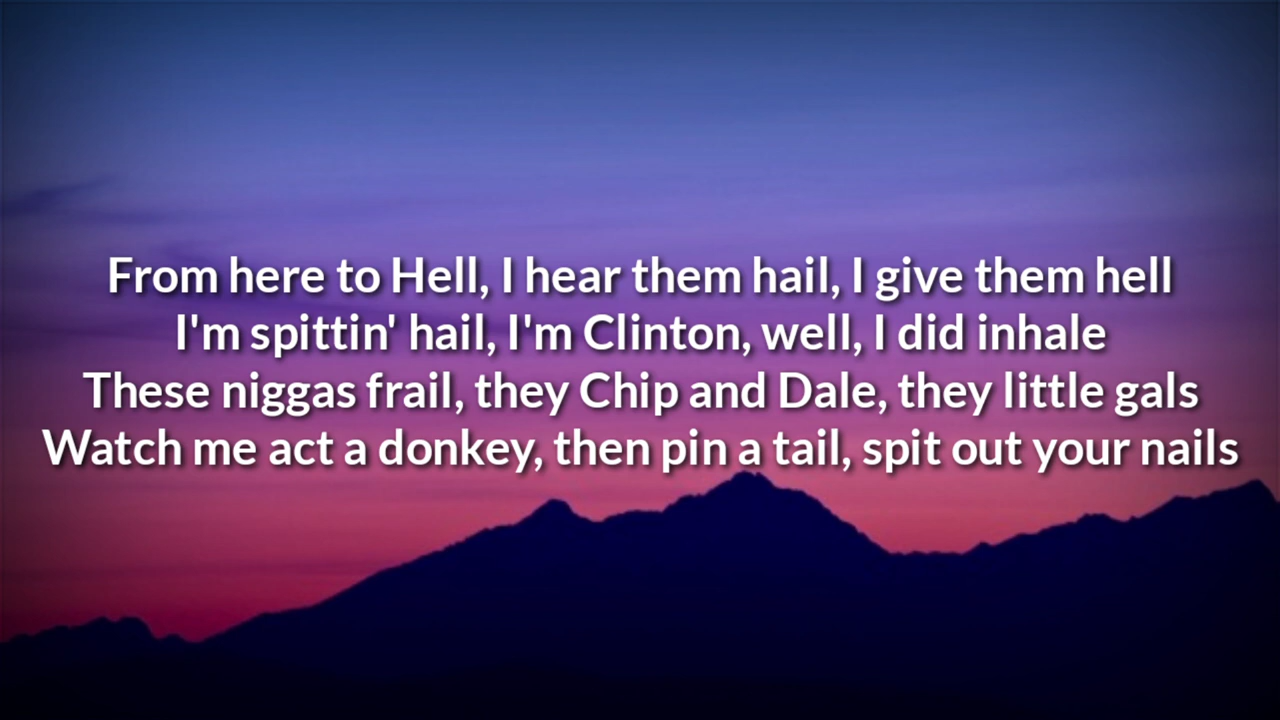 From here to Hell, I hear them hail, I give them hell
I'm spittin' hail, I'm Clinton, well, I did inhale
These niggas frail, they Chip and Dale, they little gals
Watch me act a donkey, then pin a tail, spit out your nails